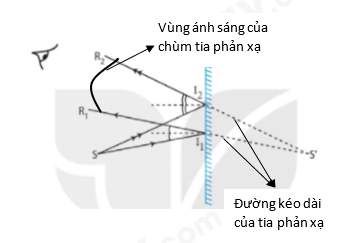 Vùng ánh sáng của
chùm tia phản xạ
R₂
I₂
R₁
I₁
S
S'
Đường kéo dài
của tia phản xạ